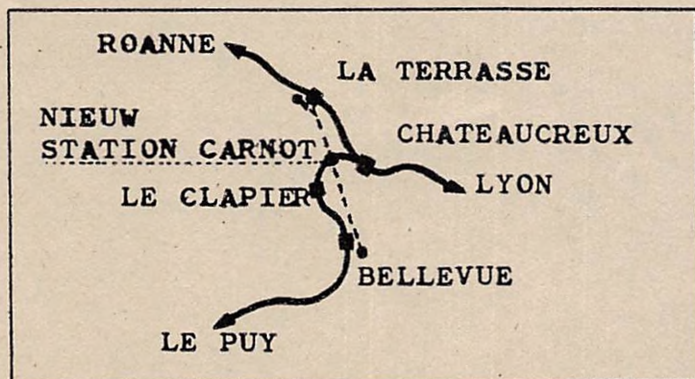 ROANNE
LA TERRASSE
NIEUW
STATION CARNOT
CHATEAUCREUX
LE CLAPIER
LYON
BELLEVUE
LE PUY